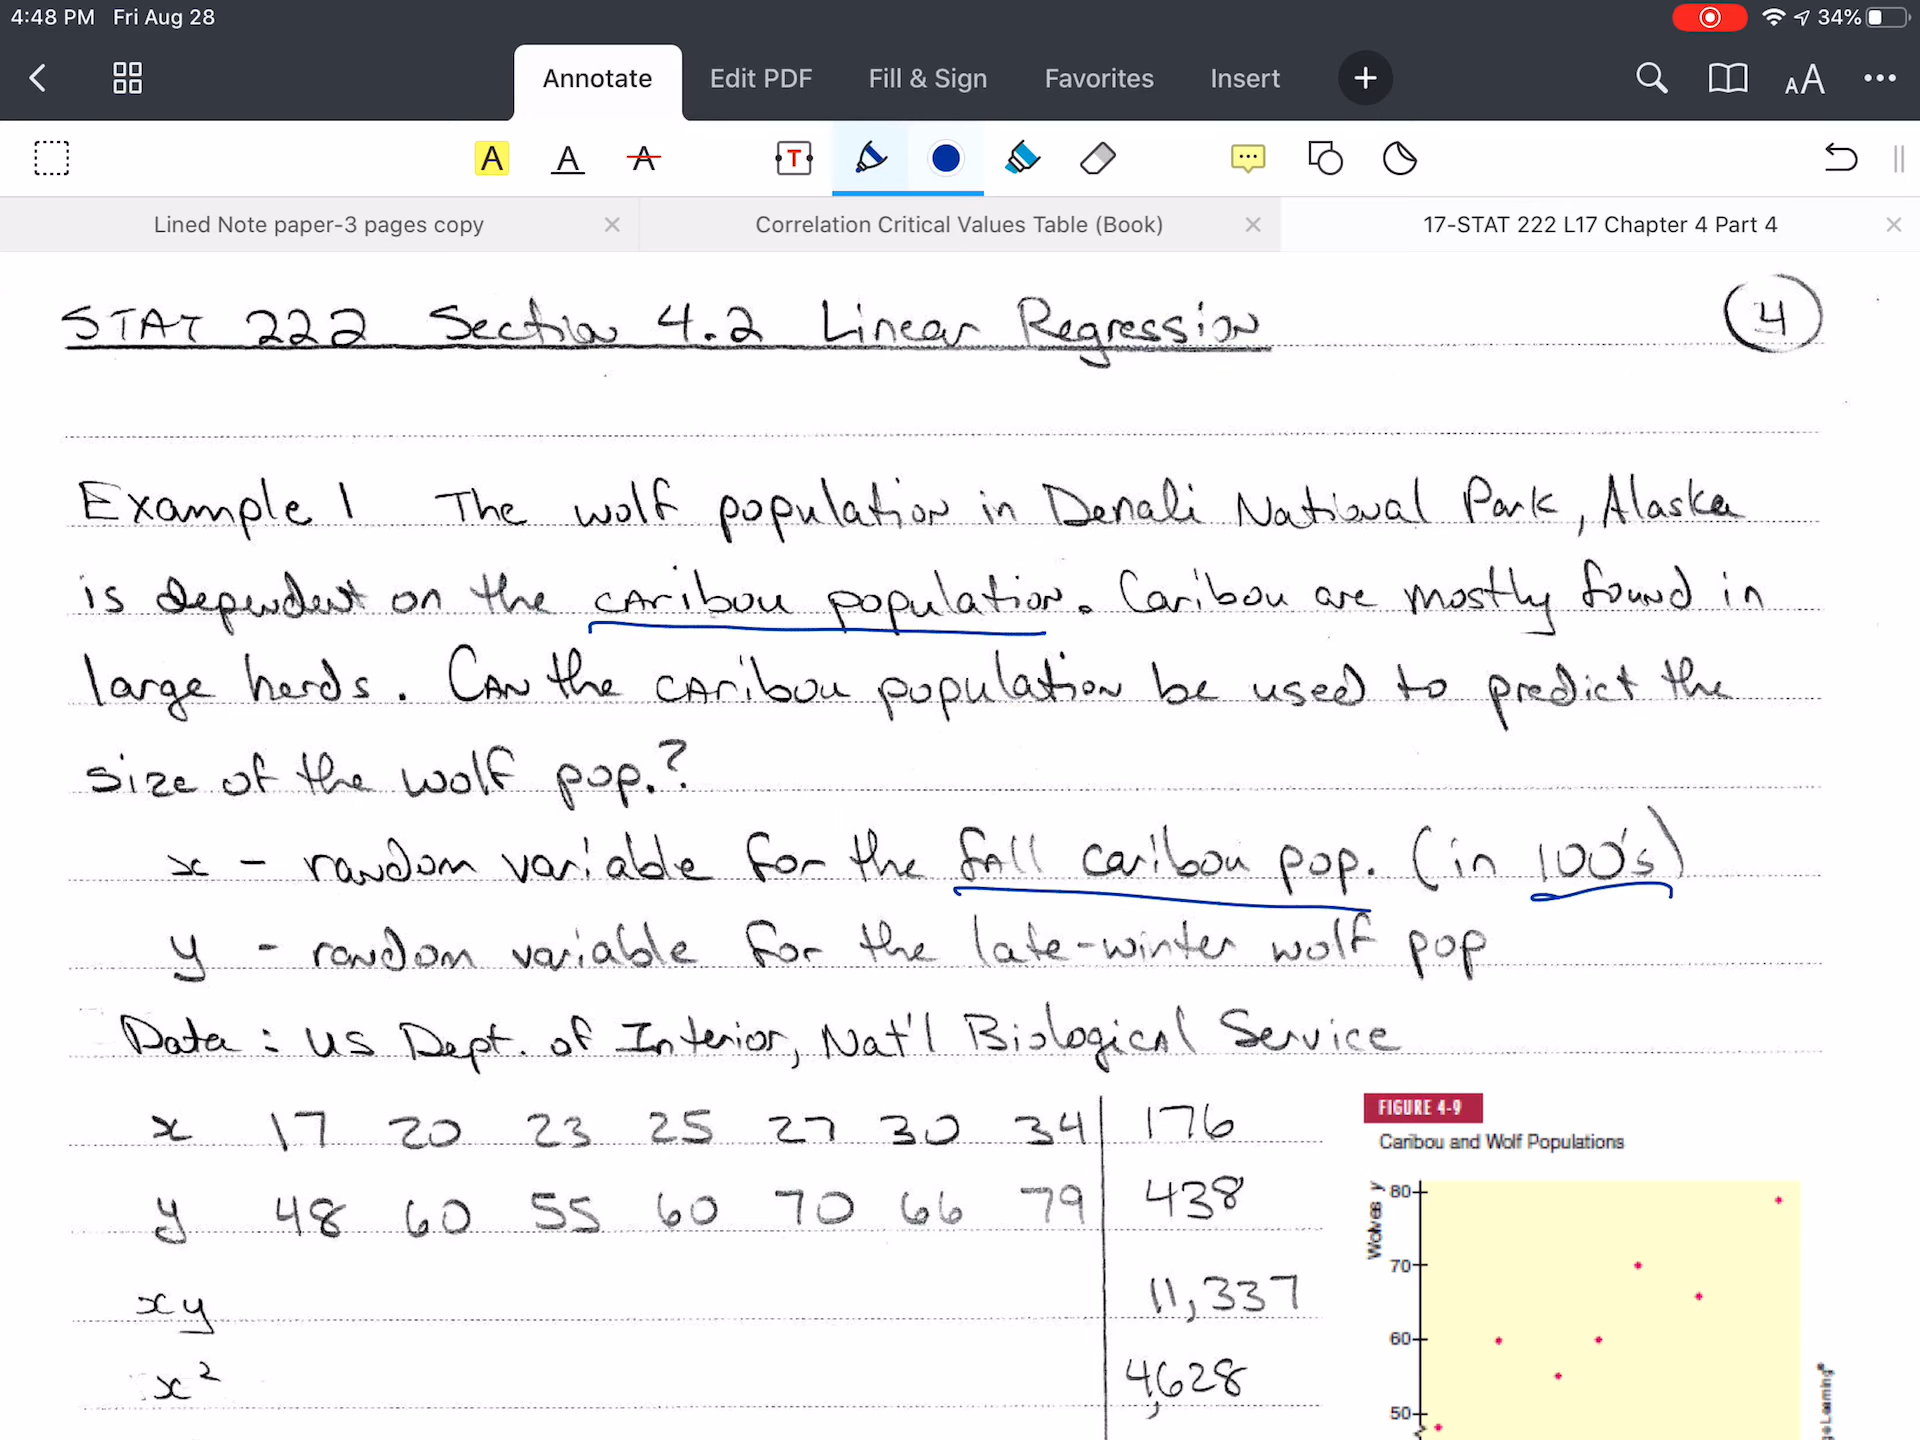 4:48 PM Fri Aug 28
34%
Annotate Edit PDF Fill & Sign Favorites Insert
AA
A A A T
Lined Note paper-3 pages copy
Correlation Critical Values Table (Book)
17-STAT 222 L17 Chapter 4 Part 4
STAT 222 Section 4.2 Linear Regression
4
Example 1 The wolf population in Denali National Park, Alaska
is dependent on the caribou population. Caribou are mostly found in
large herds. Can the caribou population be used to predict the
size of the wolf pop.?
x - random variable for the fall caribou pop. (in 100's)
y - random variable for the late-winter wolf pop
Data: US Dept. of Interior, Nat'l Biological Service
x 17 20 23 25 27 30 34 176
y 48 60 55 60 70 66 79 438
xy 11,337
x² 4,628
FIGURE 4-9
Caribou and Wolf Populations
Wolves y
80
70
60
50
Learning®